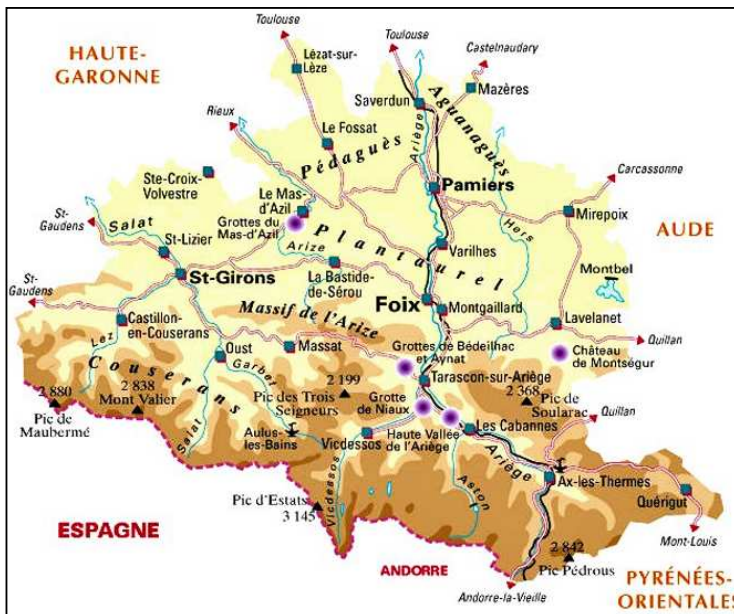 Toulouse
Toulouse
Castelnaudary
HAUTE-
GARONNE
Lézat-sur-
Lèze
Mazères
Saverdun
Aguanaguès
Rieux
Le Fossat
Pédaguès
Ariège
Ste-Croix-
Volvestre
Carcassonne
Pamiers
Le Mas-
d'Azil
Grottes du
Mas-d'Azil
St-
Gaudens
Salat
Mirepoix
AUDE
Hers
St-Lizier
Arize
Plantaurel
Varilhes
St-
Gaudens
St-Girons
La Bastide-
de-Sérou
Montbel
Foix
Montgaillard
Massif de l'Arize
Castillon-
en-Couserans
Lavelanet
Quillan
Lez
Oust
Massat
Grottes de Bédeilhac
et Aynat
Château
de Montségur
Couserans
Garbet
Tarascon-sur-Ariège
2 880
Pic de
Maubermé
2 838
Mont Valier
2 199
Pic des Trois
Seigneurs
2 368
Pic de
Soularac
Grotte
de Niaux
Quillan
Salat
Aulus-
les-Bains
Vicdessos
Haute Vallée
de l'Ariège
Les Cabannes
Ariège
Ax-les-Thermes
Pic d'Estats
3 145
Vicdessos
Aston
Quérigut
ESPAGNE
Mont-Louis
2 842
Pic Pédrous
ANDORRE
Andorre-la-Vieille
PYRÉNÉES-
ORIENTALES